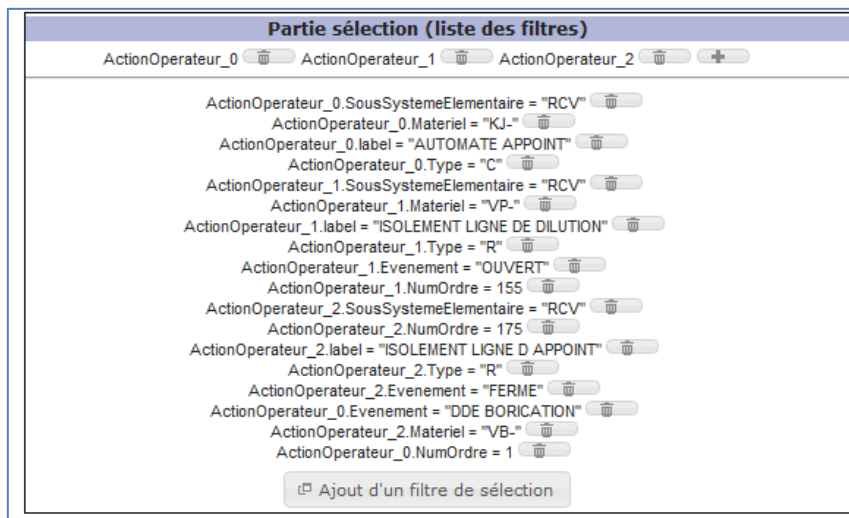 Partie sélection (liste des filtres)
ActionOperateur_0 ActionOperateur_1 ActionOperateur_2
ActionOperateur_0.SousSystemeElementaire = "RCV"
ActionOperateur_0.Materiel = "KJ-"
ActionOperateur_0.label = "AUTOMATE APPOINT"
ActionOperateur_0.Type = "C"
ActionOperateur_1.SousSystemeElementaire = "RCV"
ActionOperateur_1.Materiel = "VP-"
ActionOperateur_1.label = "ISOLEMENT LIGNE DE DILUTION"
ActionOperateur_1.Type = "R"
ActionOperateur_1.Evenement = "OUVERT"
ActionOperateur_1.NumOrdre = 155
ActionOperateur_2.SousSystemeElementaire = "RCV"
ActionOperateur_2.NumOrdre = 175
ActionOperateur_2.label = "ISOLEMENT LIGNE D APPOINT"
ActionOperateur_2.Type = "R"
ActionOperateur_2.Evenement = "FERME"
ActionOperateur_0.Evenement = "DDE BORICATION"
ActionOperateur_2.Materiel = "VB-"
ActionOperateur_0.NumOrdre = 1
Ajout d'un filtre de sélection